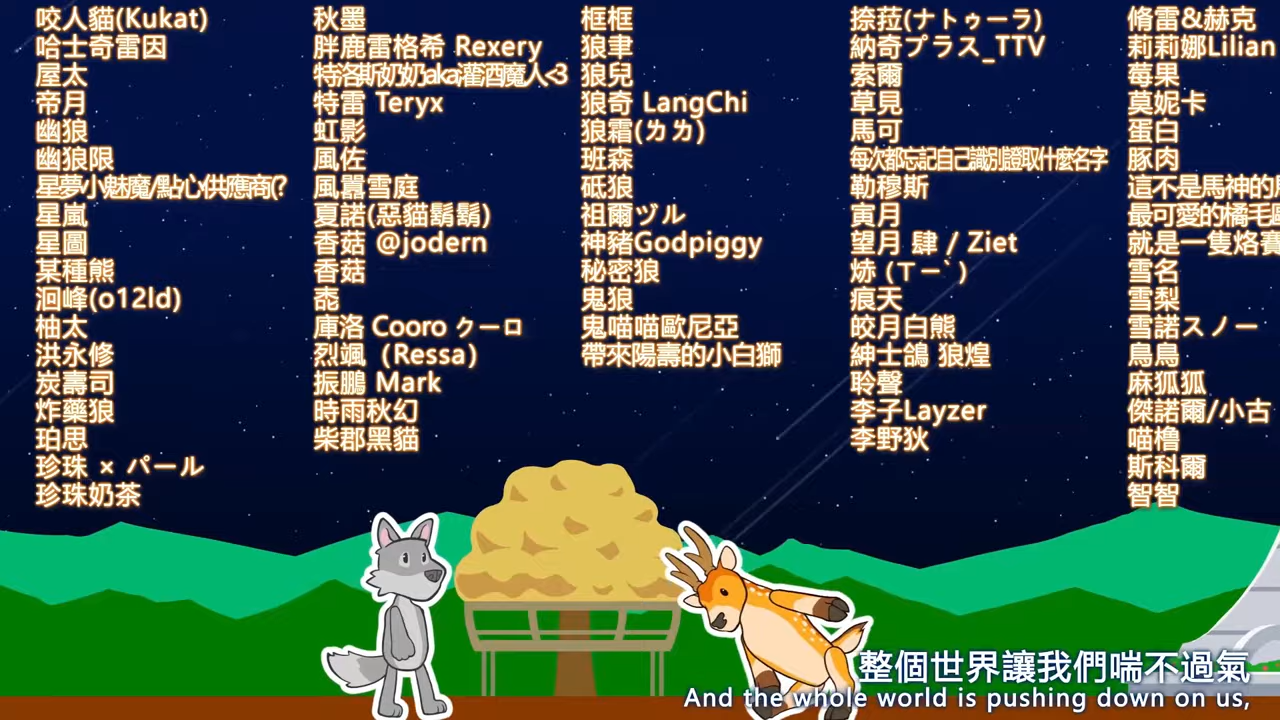 咬人貓(Kukat)
哈士奇雷因
屋太
帝月
幽狼
幽狼限
星夢小魅魔/點心供應商(?
星嵐
星圖
某種熊
洄峰(o12ld)
柚太
洪永修
炭壽司
炸藥狼
珀思
珍珠 × パール
珍珠奶茶
秋墨
胖鹿雷格希 Rexery
特洛斯奶奶aka灌酒魔人<3
特雷 Teryx
虹影
風佐
風囂雪庭
夏諾(惡貓鬍鬍)
香菇 @jodern
香菇
唜
庫洛 Cooro クーロ
烈颯（Ressa）
振鵬 Mark
時雨秋幻
柴郡黑貓
框框
狼聿
狼兒
狼奇 LangChi
狼霜(ㄌㄌ)
班森
砥狼
祖爾ヅル
神豬Godpiggy
秘密狼
鬼狼
鬼喵喵歐尼亞
帶來陽壽的小白獅
捺菈(ナトゥーラ)
納奇プラス_TTV
索爾
草見
馬可
每次都忘記自己識別證取什麼名字
勒穆斯
寅月
望月 肆 / Ziet
痕天
皎月白熊
紳士鴿 狼煌
聆聲
李子Layzer
李野狄
脩雷&赫克
莉莉娜Lilian
莓果
莫妮卡
蛋白
豚肉
這不是馬神的
最可愛的橘毛
就是一隻烙賽
雪名
雪梨
雪諾スノー
鳥鳥
麻狐狐
傑諾爾/小古
喵櫓
斯科爾
智智
整個世界讓我們喘不過氣
And the whole world is pushing down on us,